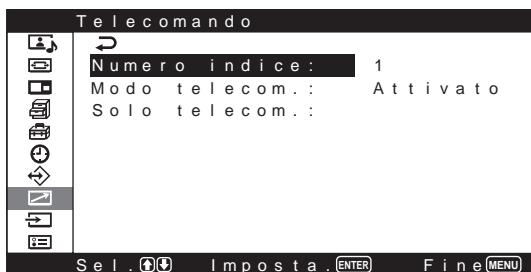 Telecomando
Numero indice: 1
Modo telecom.: Attivato
Solo telecom.:
Sel. Imposta. ENTER Fine MENU